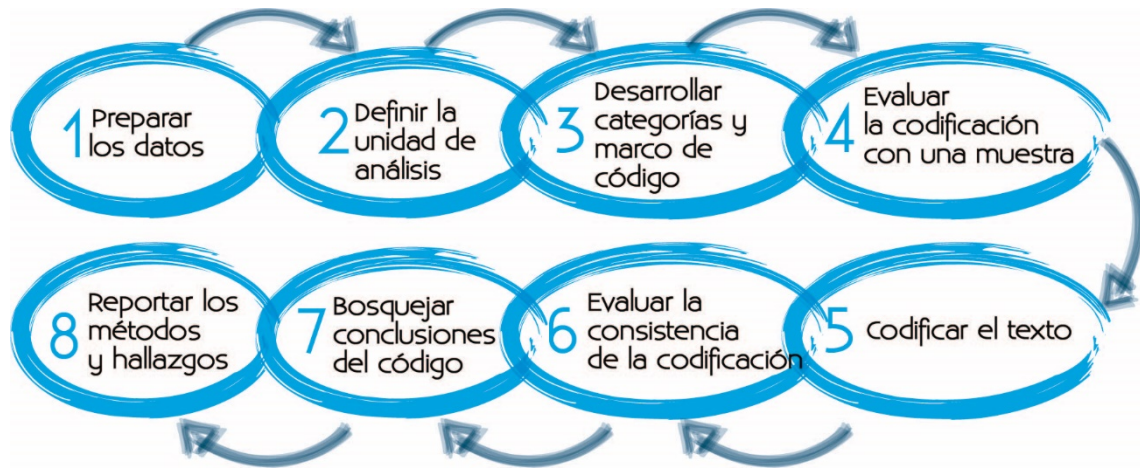 1 Preparar
los datos
2 Definir la
unidad de
análisis
3 Desarrollar
categorías y
marco de
código
4 Evaluar
la codificación
con una muestra
5 Codificar el texto
6 Evaluar la
consistencia
de la codificación
7 Bosquejar
conclusiones
del código
8 Reportar los
métodos
y hallazgos